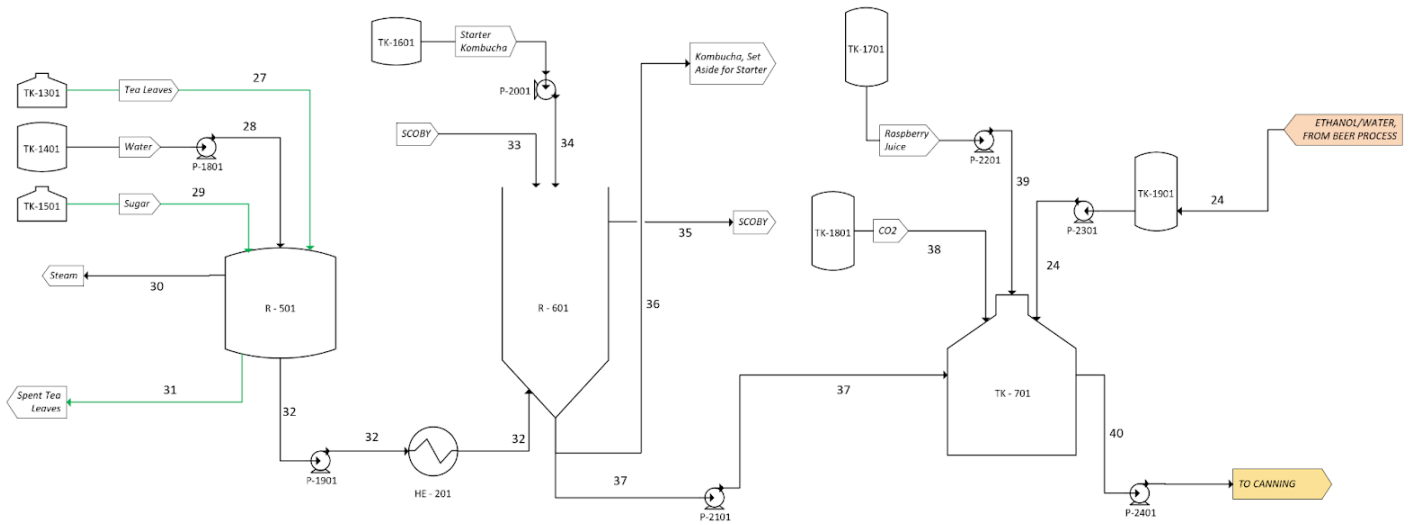 TK-1601
Starter
Kombucha
P-2001
Kombucha, Set
Aside for Starter
TK-1701
TK-1301
Tea Leaves
27
TK-1401
Water
28
P-1801
TK-1501
Sugar
29
SCOBY
33
34
Raspberry
Juice
P-2201
39
ETHANOL/WATER,
FROM BEER PROCESS
TK-1901
24
P-2301
24
SCOBY
35
TK-1801
CO2
38
Steam
30
R - 501
R - 601
36
Spent Tea
Leaves
31
32
P-1901
32
HE - 201
32
37
P-2101
37
TK - 701
40
P-2401
TO CANNING